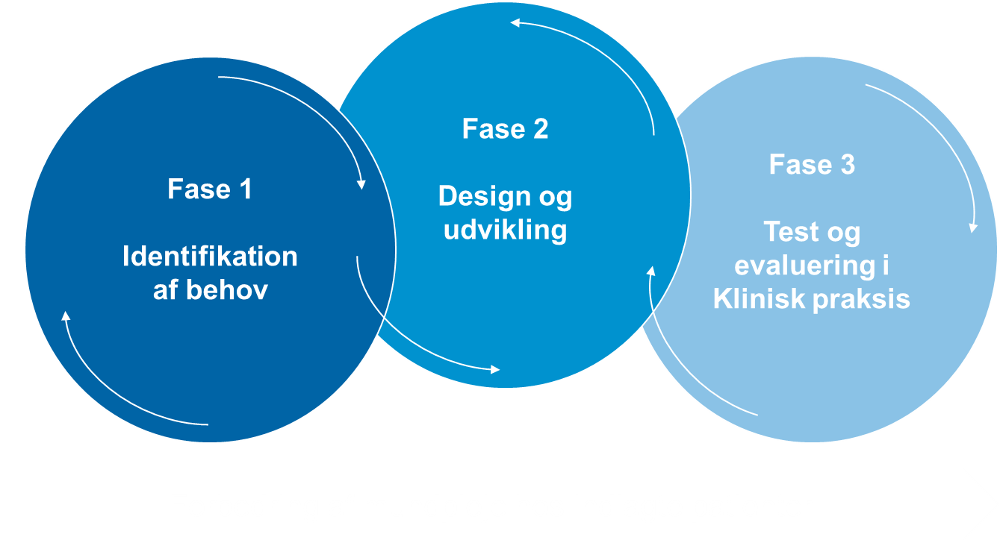 Fase 1
Identifikation
af behov
Fase 2
Design og
udvikling
Fase 3
Test og
evaluering i
Klinisk praksis